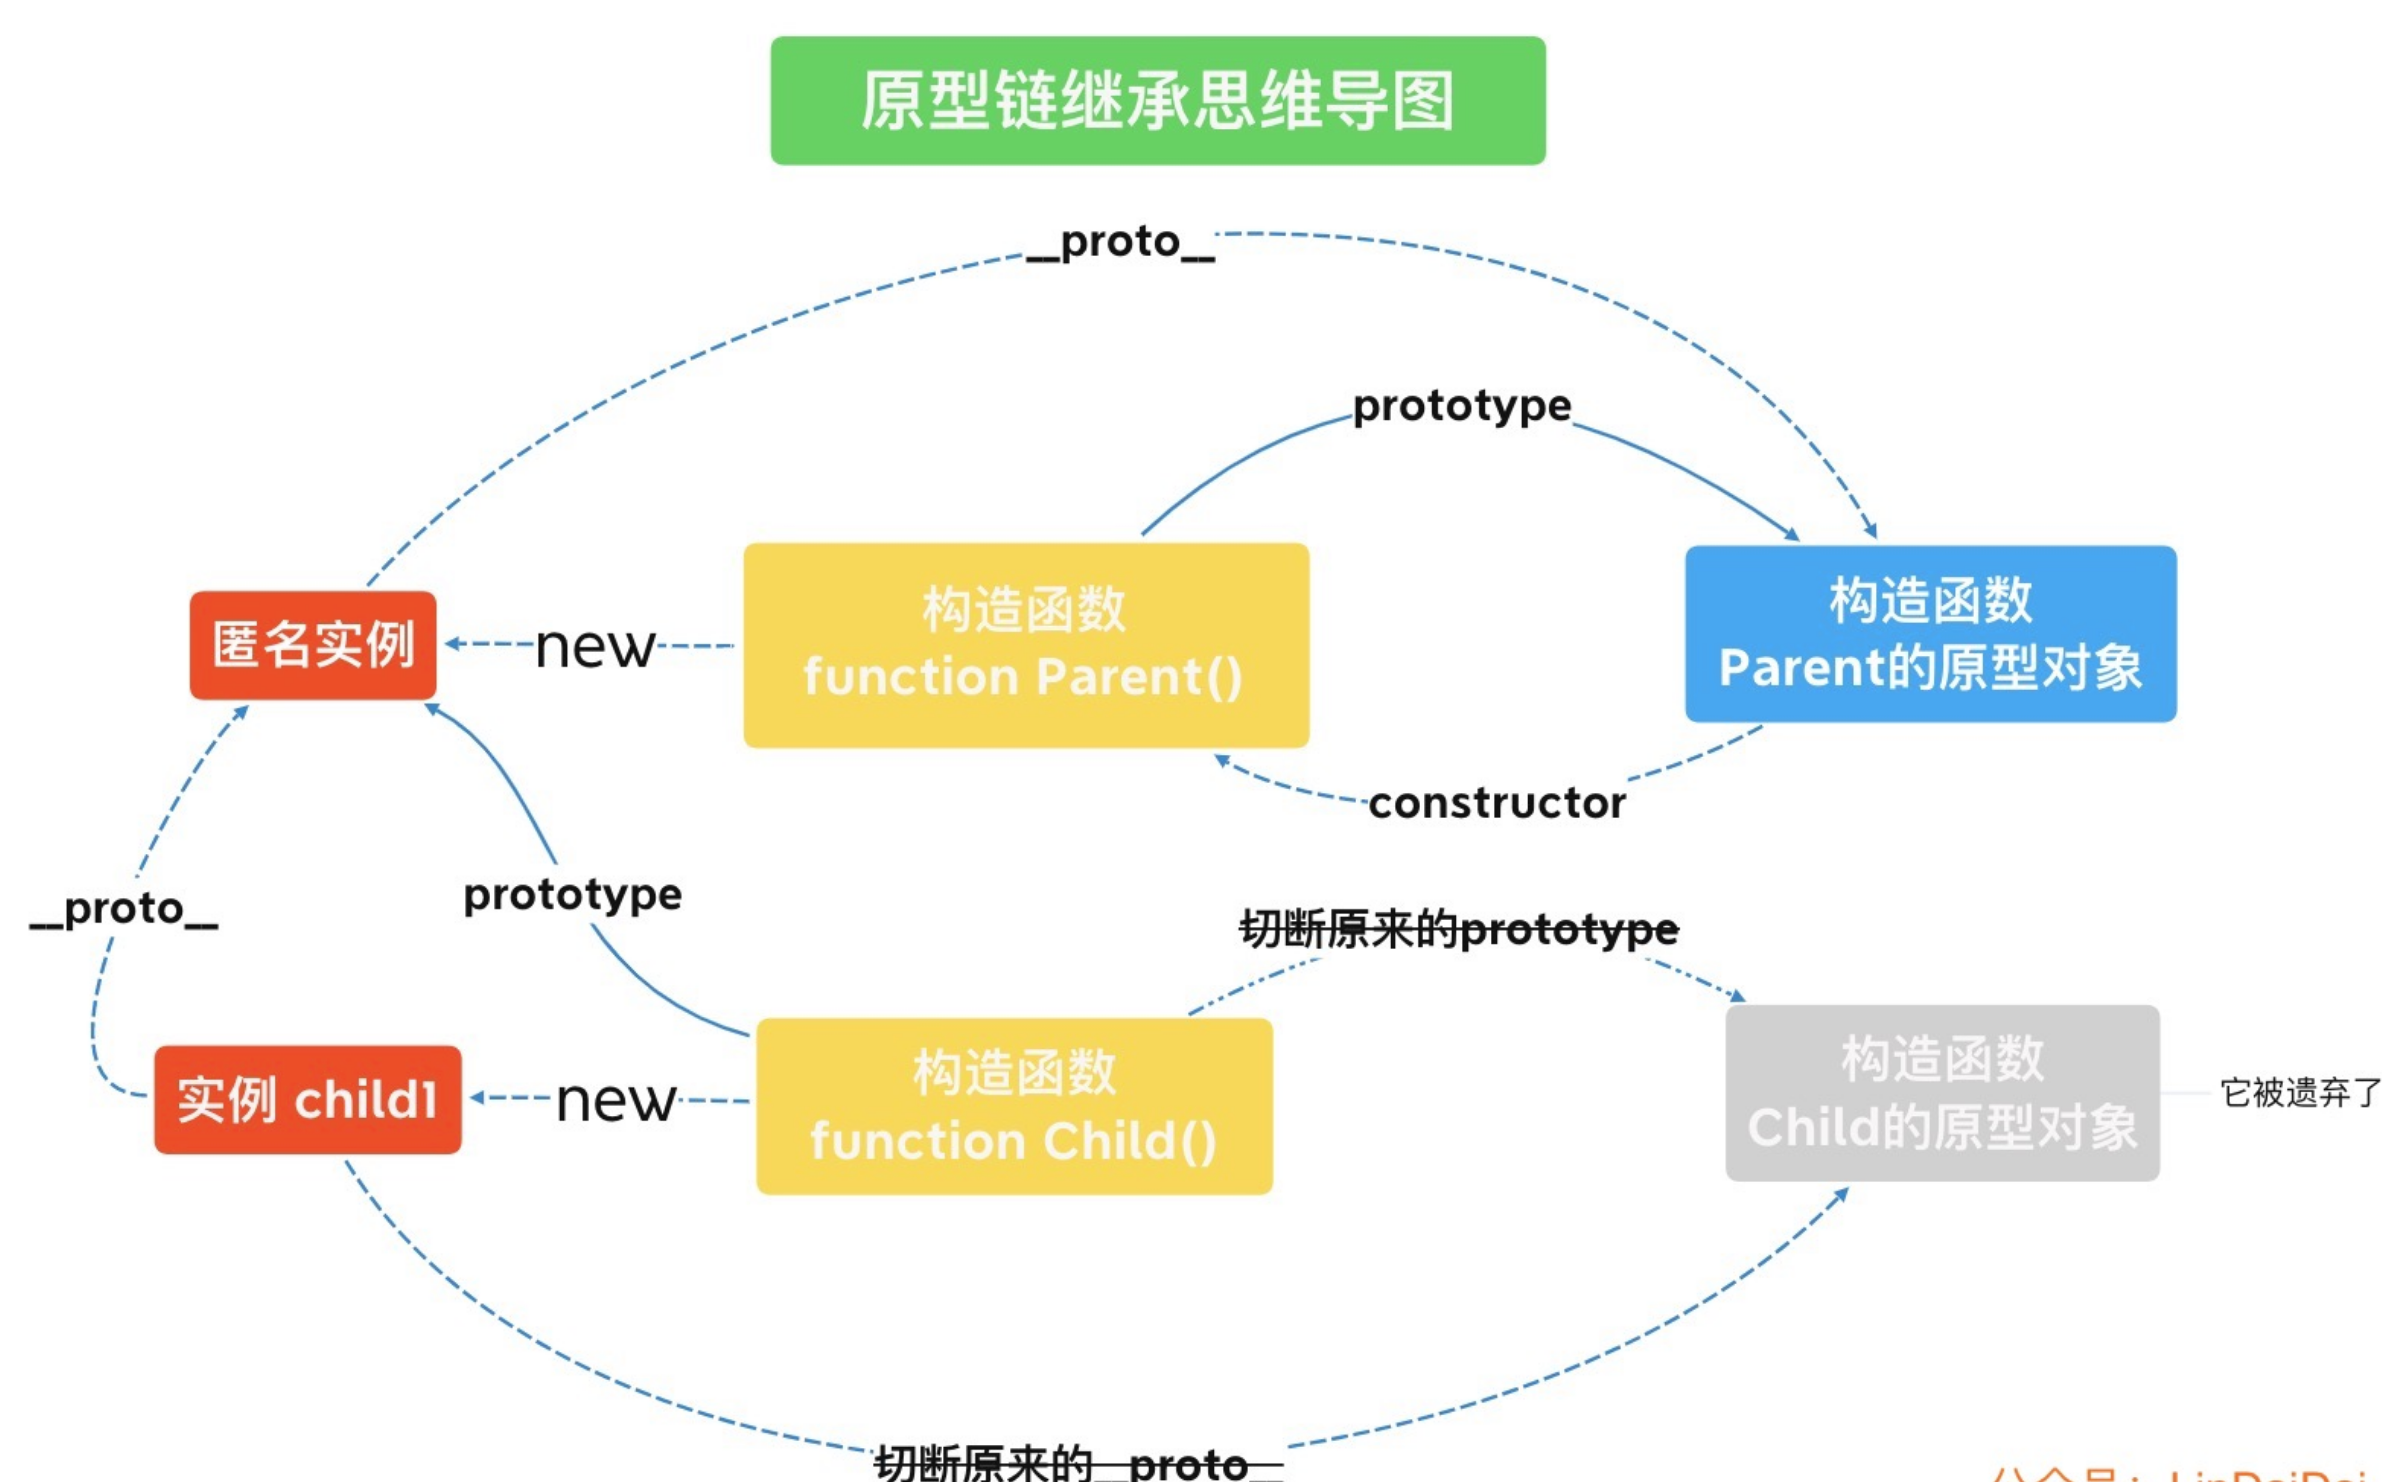 原型链继承思维导图
__proto__
prototype
构造函数
function Parent()
构造函数
Parent的原型对象
匿名实例
new
constructor
prototype
__proto__
切断原来的prototype
构造函数
function Child()
构造函数
Child的原型对象
它被遗弃了
实例 child1
new
切断原来的__proto__
公众号：LinDaiDai